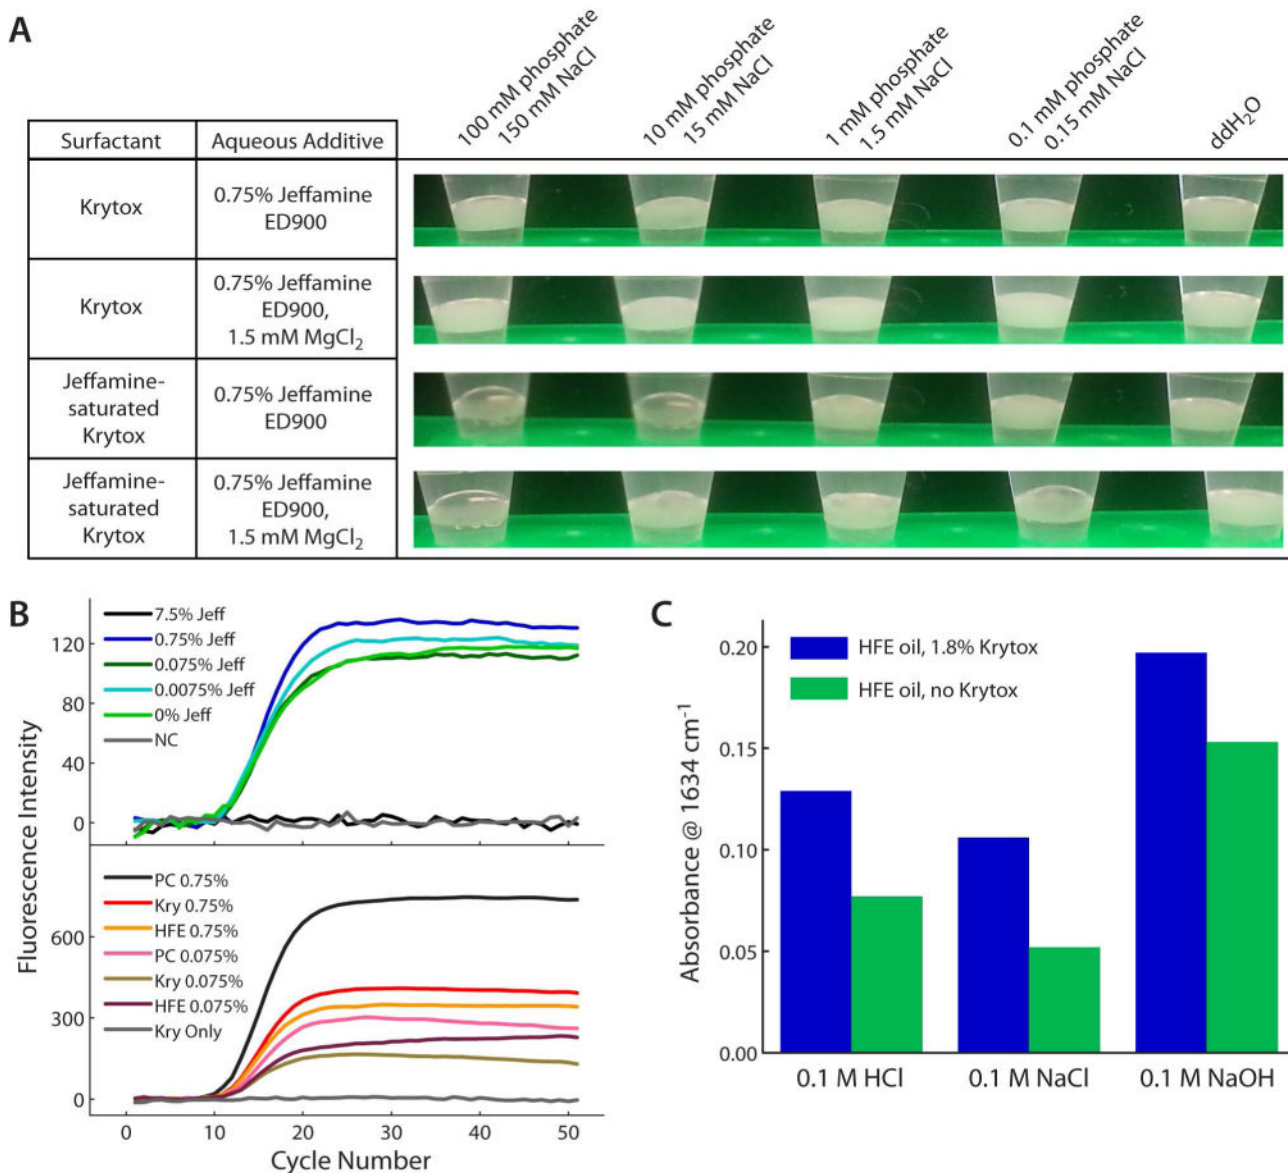 A
100 mM phosphate
150 mM NaCl
10 mM phosphate
15 mM NaCl
1 mM phosphate
1.5 mM NaCl
0.1 mM phosphate
0.15 mM NaCl
ddH₂O
Surfactant
Aqueous Additive
Krytox
0.75% Jeffamine
ED900
Krytox
0.75% Jeffamine
ED900,
1.5 mM MgCl₂
Jeffamine-
saturated
Krytox
0.75% Jeffamine
ED900
Jeffamine-
saturated
Krytox
0.75% Jeffamine
ED900,
1.5 mM MgCl₂
B
7.5% Jeff
0.75% Jeff
0.075% Jeff
0.0075% Jeff
0% Jeff
NC
120
80
40
0
PC 0.75%
Kry 0.75%
HFE 0.75%
PC 0.075%
Kry 0.075%
HFE 0.075%
Kry Only
600
300
0
Fluorescence Intensity
0 10 20 30 40 50
Cycle Number
C
HFE oil, 1.8% Krytox
HFE oil, no Krytox
0.20
0.15
0.10
0.05
0.00
Absorbance @ 1634 cm⁻¹
0.1 M HCl 0.1 M NaCl 0.1 M NaOH